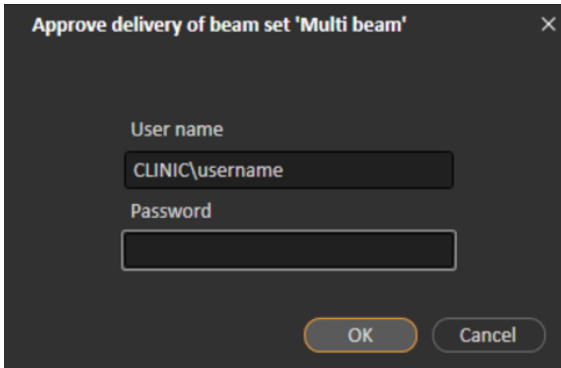 Approve delivery of beam set 'Multi beam'
User name
CLINIC\username
Password
OK Cancel